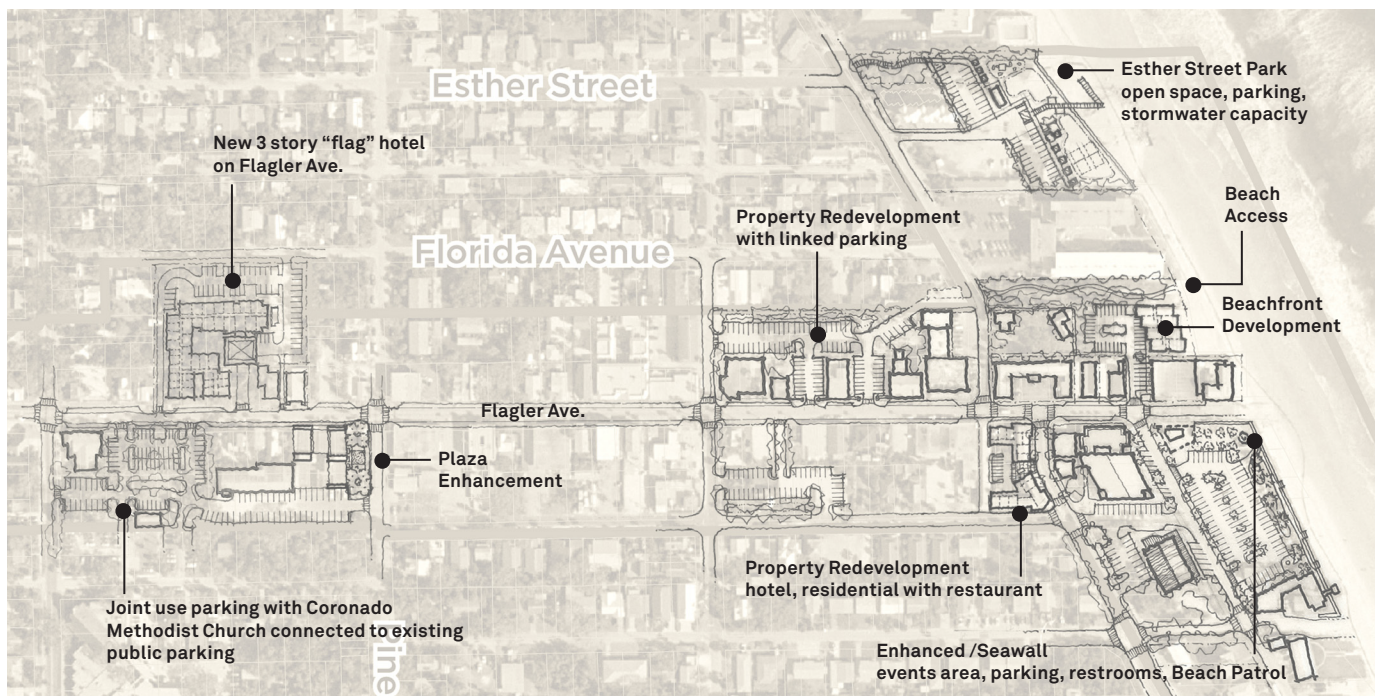 Esther Street
Esther Street Park
open space, parking,
stormwater capacity
New 3 story “flag” hotel
on Flagler Ave.
Property Redevelopment
with linked parking
Beach
Access
Florida Avenue
Beachfront
Development
Flagler Ave.
Plaza
Enhancement
Property Redevelopment
hotel, residential with restaurant
Joint use parking with Coronado
Methodist Church connected to existing
public parking
Pine
Enhanced /Seawall
events area, parking, restrooms, Beach Patrol